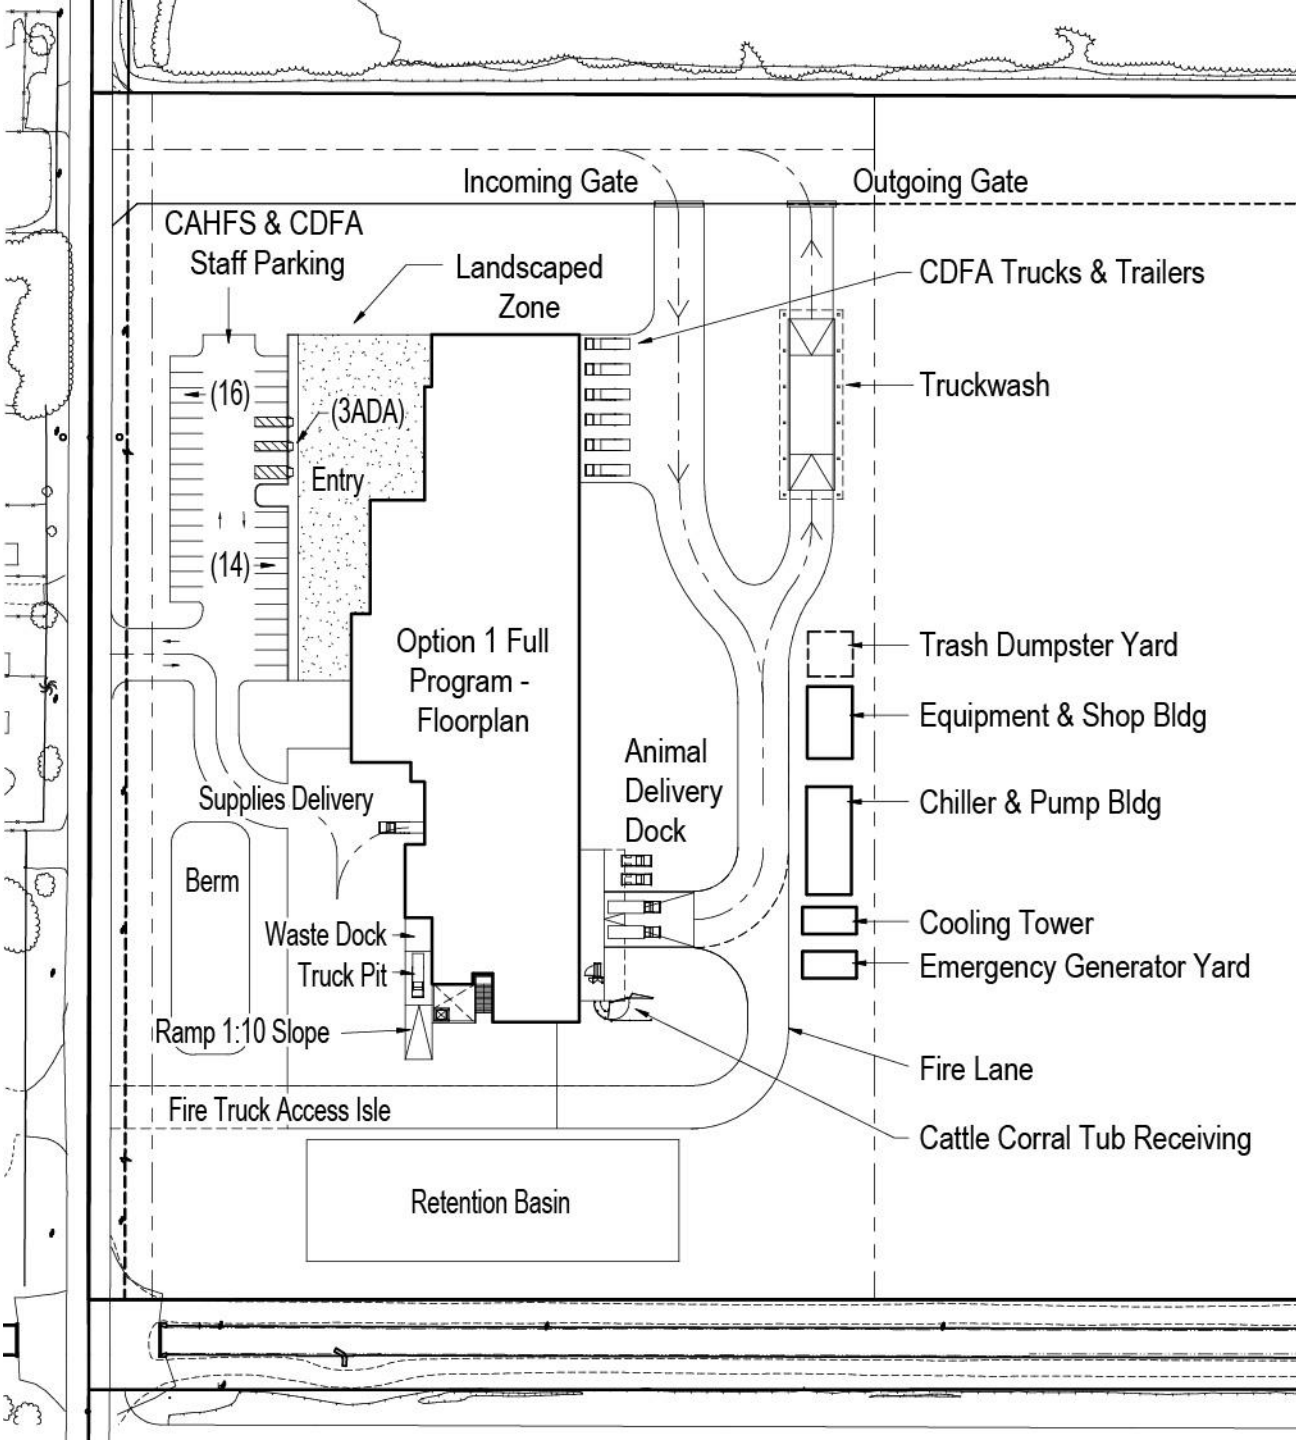 Incoming Gate
Outgoing Gate
CAHFS & CDFA
Staff Parking
Landscaped
Zone
CDFA Trucks & Trailers
Truckwash
(16)
(3ADA)
Entry
(14)
Option 1 Full
Program -
Floorplan
Trash Dumpster Yard
Equipment & Shop Bldg
Animal
Delivery
Dock
Supplies Delivery
Chiller & Pump Bldg
Berm
Waste Dock
Truck Pit
Cooling Tower
Emergency Generator Yard
Ramp 1:10 Slope
Fire Lane
Fire Truck Access Isle
Cattle Corral Tub Receiving
Retention Basin